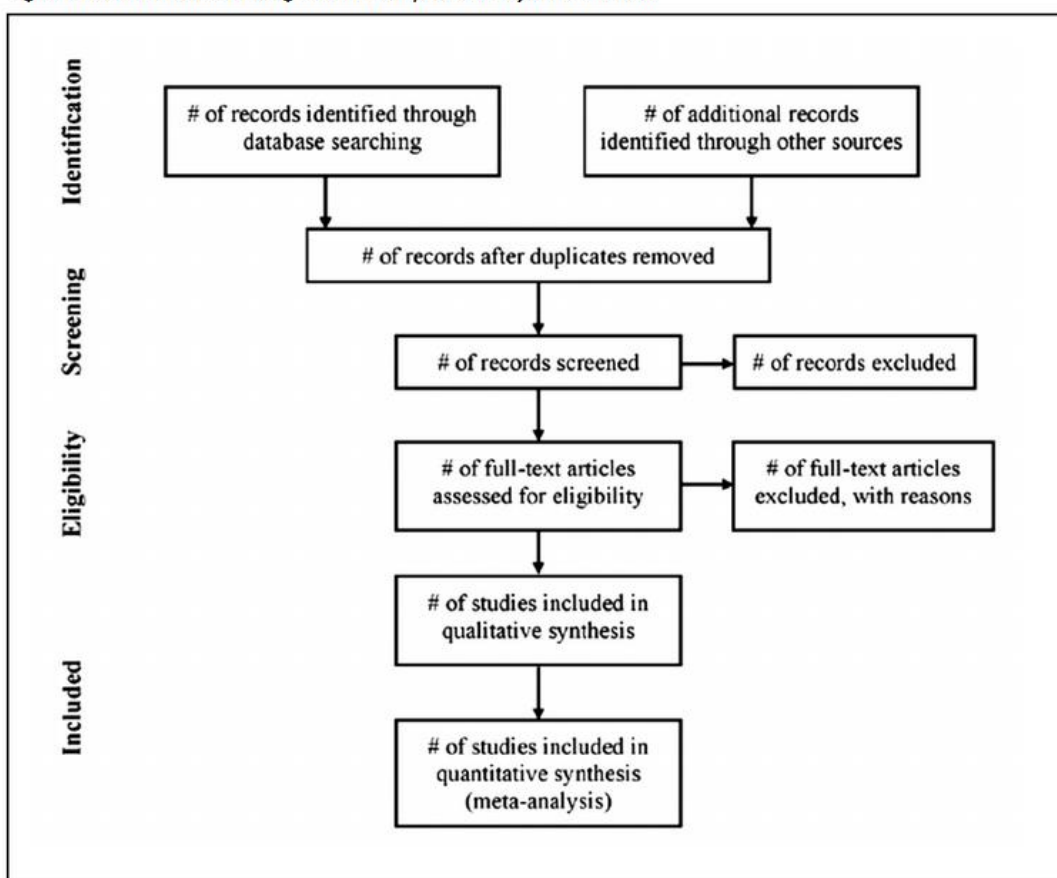 Identification
# of records identified through
database searching
# of additional records
identified through other sources
# of records after duplicates removed
Screening
# of records screened
# of records excluded
Eligibility
# of full-text articles
assessed for eligibility
# of full-text articles
excluded, with reasons
# of studies included in
qualitative synthesis
Included
# of studies included in
quantitative synthesis
(meta-analysis)